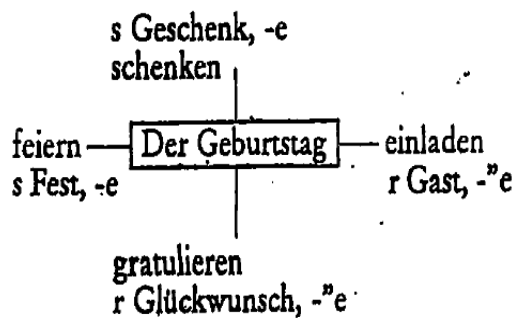 s Geschenk, -e
schenken
feiern
s Fest, -e
Der Geburtstag
einladen
r Gast, -"e
gratulieren
r Glückwunsch, -"e